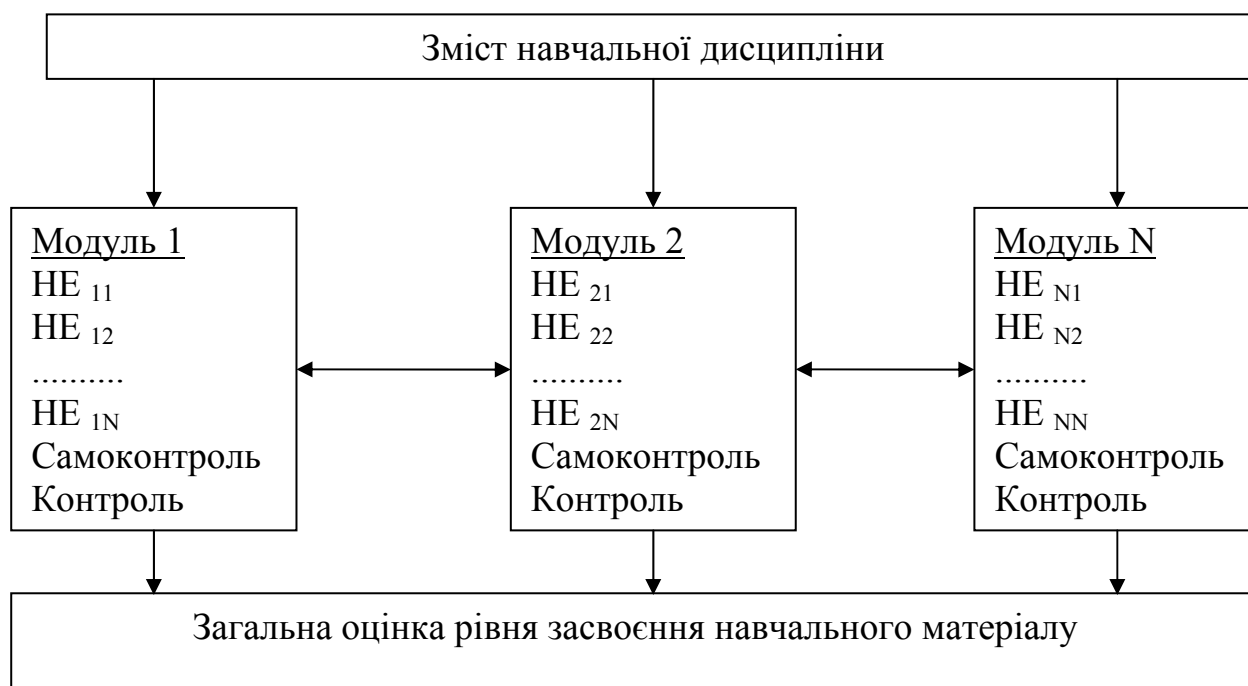 Зміст навчальної дисципліни
Модуль 1
НЕ 11
НЕ 12
..........
НЕ 1N
Самоконтроль
Контроль
Модуль 2
НЕ 21
НЕ 22
..........
НЕ 2N
Самоконтроль
Контроль
Модуль N
НЕ N1
НЕ N2
..........
НЕ NN
Самоконтроль
Контроль
Загальна оцінка рівня засвоєння навчального матеріалу